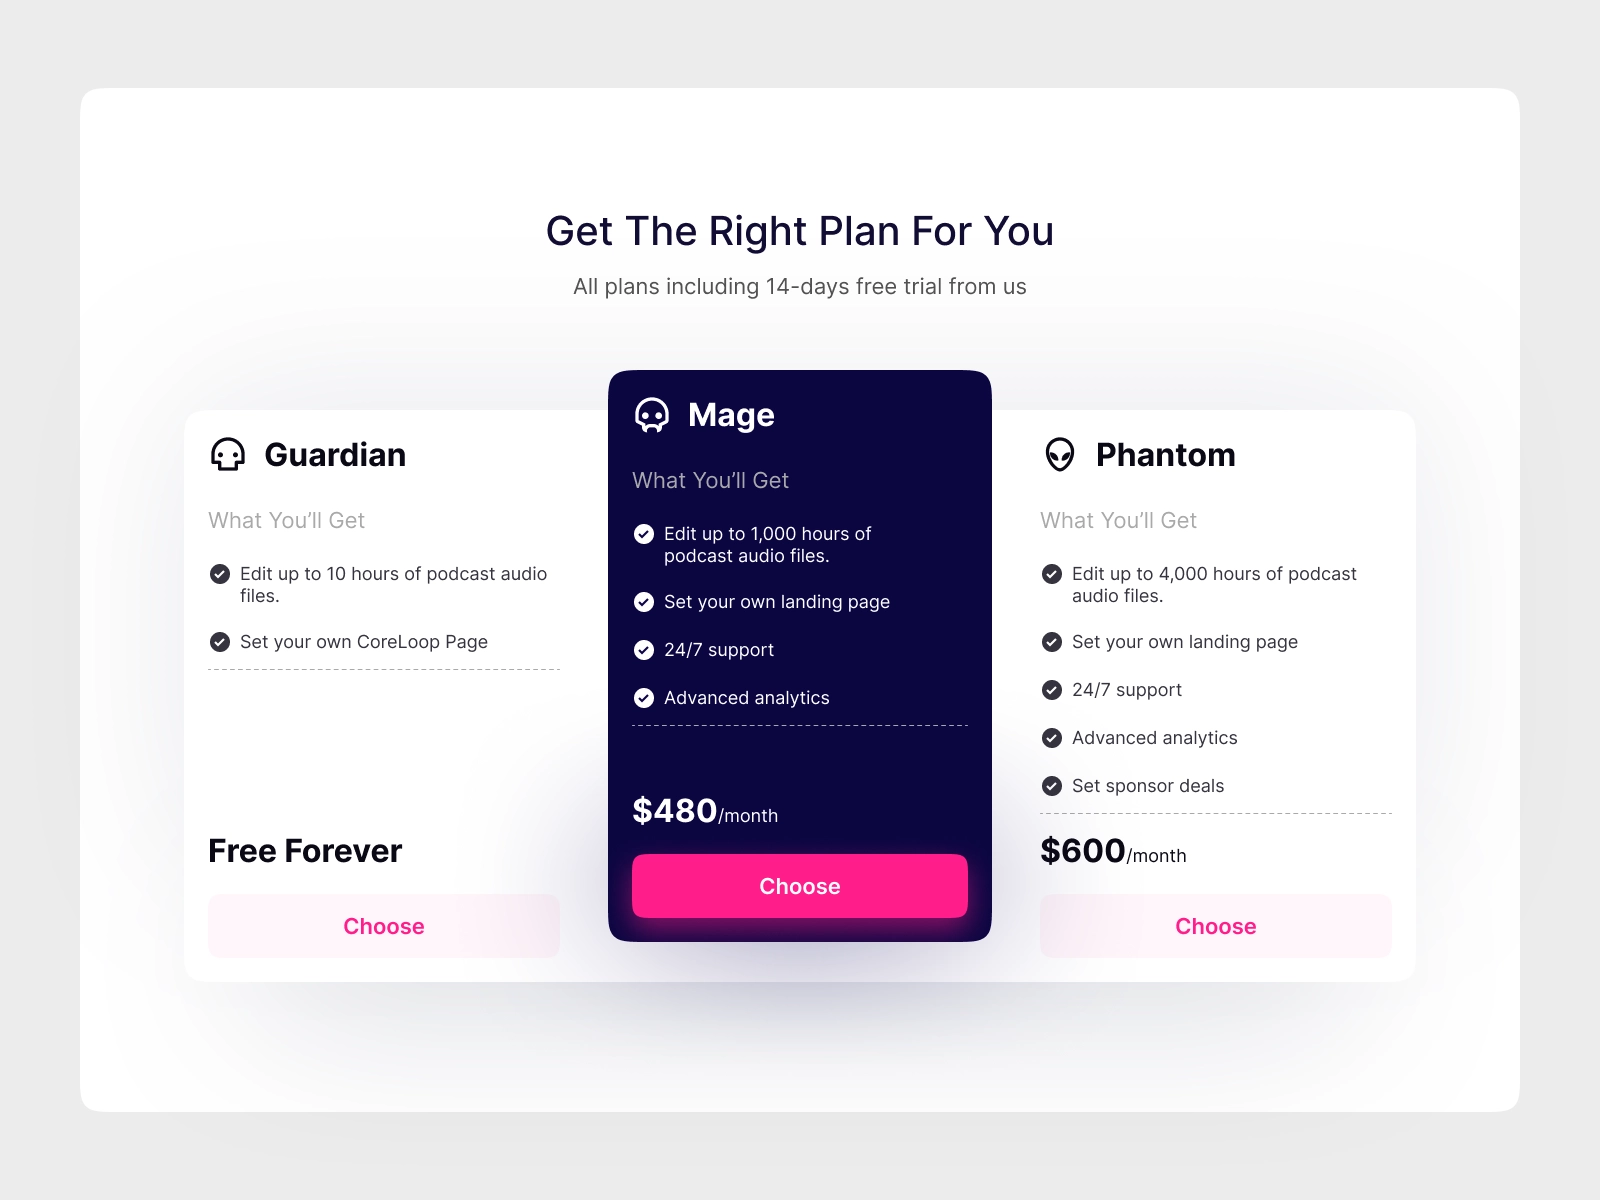 Get The Right Plan For You
All plans including 14-days free trial from us
Guardian
What You’ll Get
Edit up to 10 hours of podcast audio
files.
Set your own CoreLoop Page
Free Forever
Choose
Mage
What You’ll Get
Edit up to 1,000 hours of
podcast audio files.
Set your own landing page
24/7 support
Advanced analytics
$480/month
Choose
Phantom
What You’ll Get
Edit up to 4,000 hours of podcast
audio files.
Set your own landing page
24/7 support
Advanced analytics
Set sponsor deals
$600/month
Choose